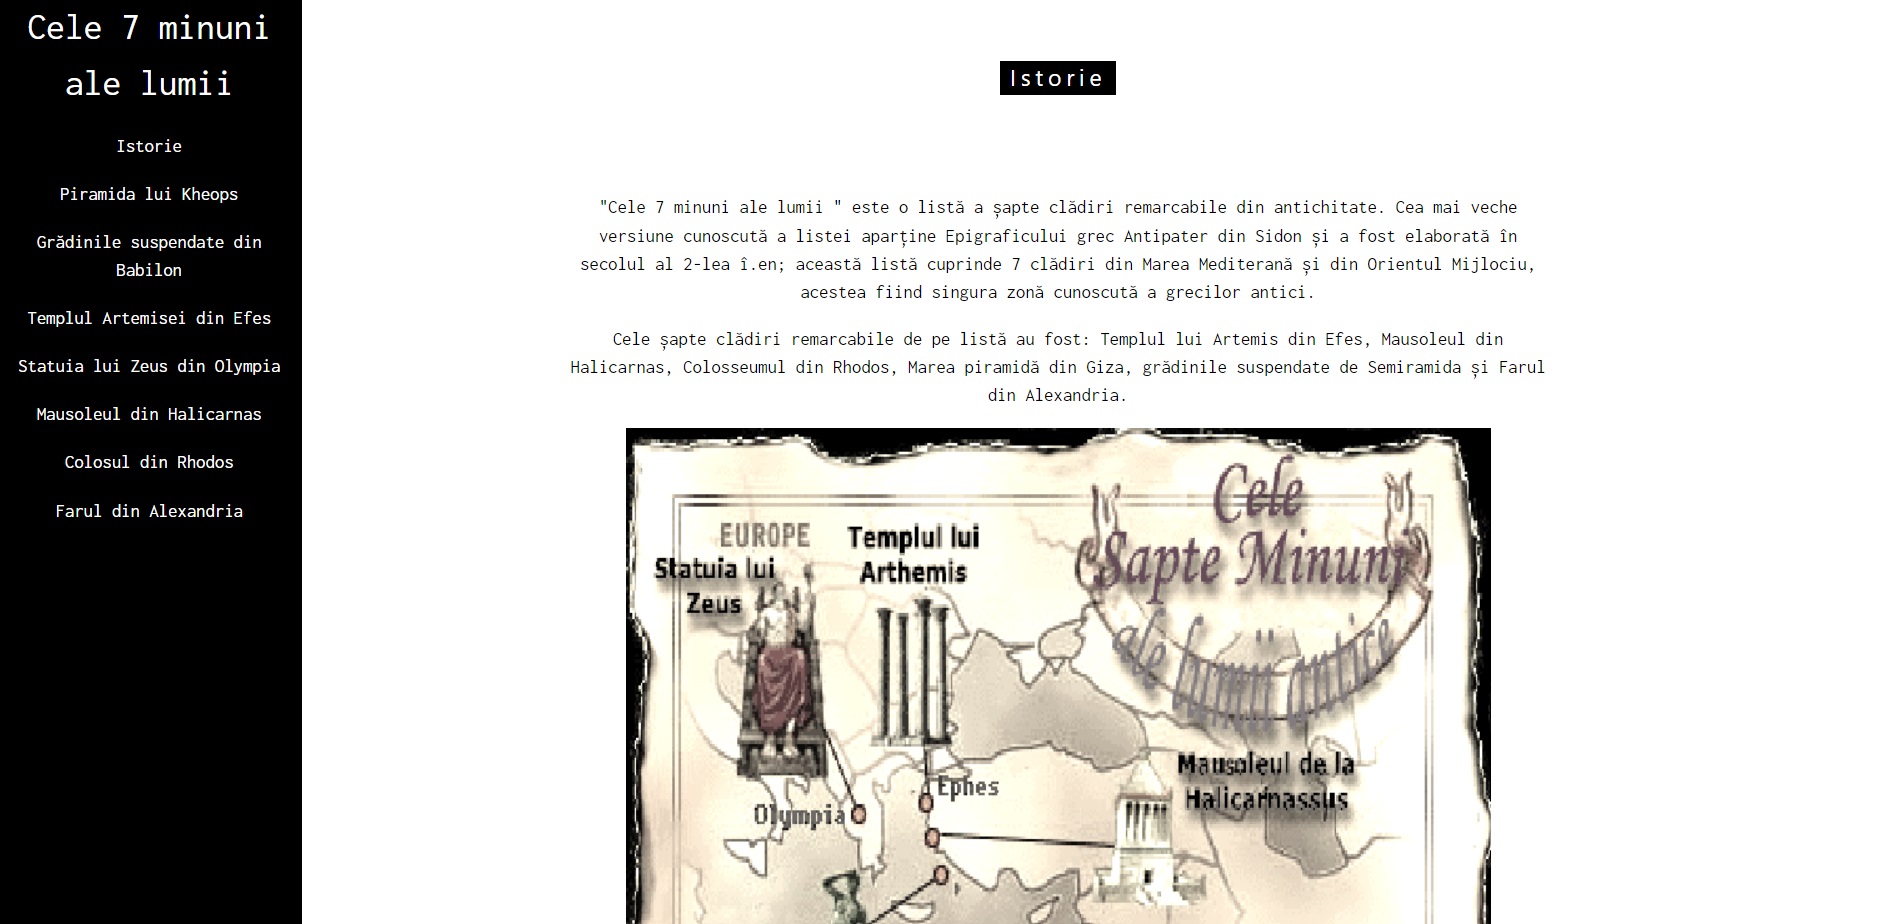 Cele 7 minuni
ale lumii
Istorie
Piramida lui Kheops
Grădinile suspendate din
Babilon
Templul Artemisei din Efes
Statuia lui Zeus din Olympia
Mausoleul din Halicarnas
Colosul din Rhodos
Farul din Alexandria
Istorie
"Cele 7 minuni ale lumii " este o listă a șapte clădiri remarcabile din antichitate. Cea mai veche
versiune cunoscută a listei aparține Epigraficului grec Antipater din Sidon și a fost elaborată în
secolul al 2-lea î.en; această listă cuprinde 7 clădiri din Marea Mediterană și din Orientul Mijlociu,
acestea fiind singura zonă cunoscută a grecilor antici.
Cele șapte clădiri remarcabile de pe listă au fost: Templul lui Artemis din Efes, Mausoleul din
Halicarnas, Colosseumul din Rhodos, Marea piramidă din Giza, grădinile suspendate de Semiramida și Farul
din Alexandria.
Cele
Sapte Minuni
ale lumii antice
EUROPE
Templul lui
Arthemis
Statuia lui
Zeus
Mausoleul de la
Halicarnassus
Ephes
Olympia